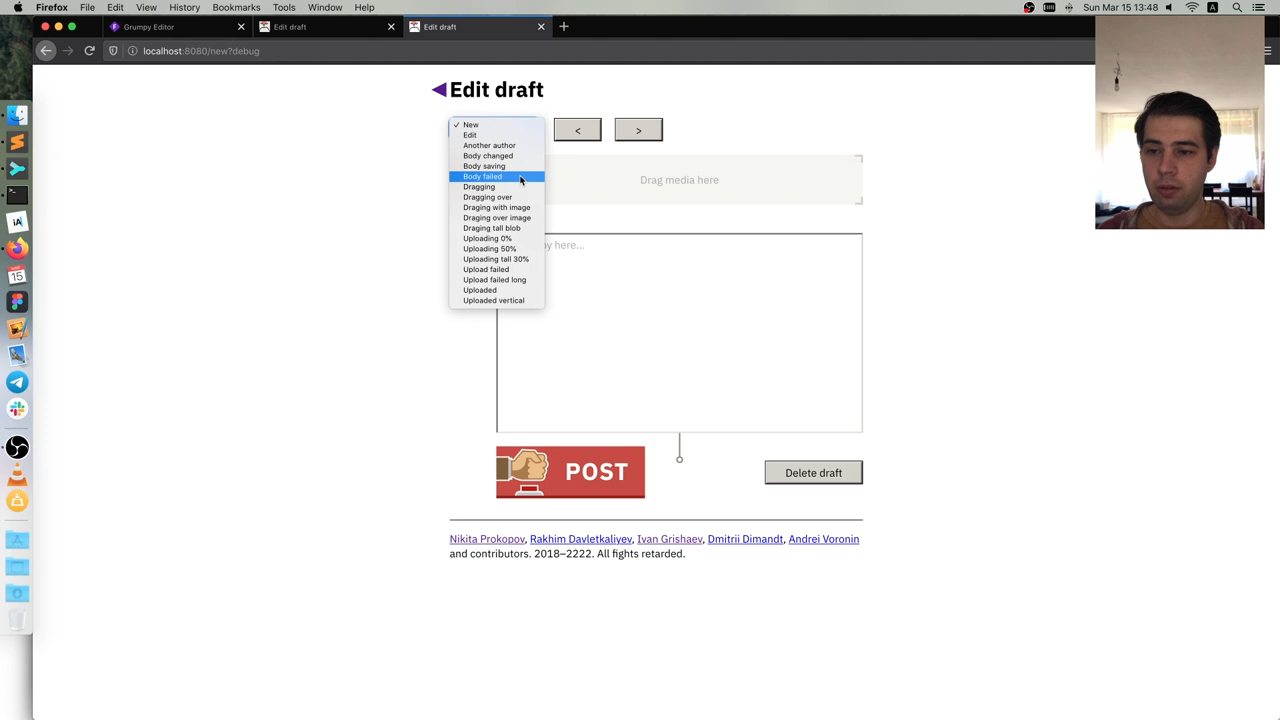 Firefox File Edit View History Bookmarks Tools Window Help
Sun Mar 15 13:48
Grumpy Editor
Edit draft
Edit draft
localhost:8080/new?debug
Edit draft
New
Edit
Another author
Body changed
Body saving
Body failed
Dragging
Dragging over
Draging with image
Draging over image
Draging tall blob
Uploading 0%
Uploading 50%
Uploading tall 30%
Upload failed
Upload failed long
Uploaded
Uploaded vertical
< >
Drag media here
here...
POST
Delete draft
Nikita Prokopov, Rakhim Davletkaliyev, Ivan Grishaev, Dmitrii Dimandt, Andrei Voronin
and contributors. 2018–2222. All fights retarded.